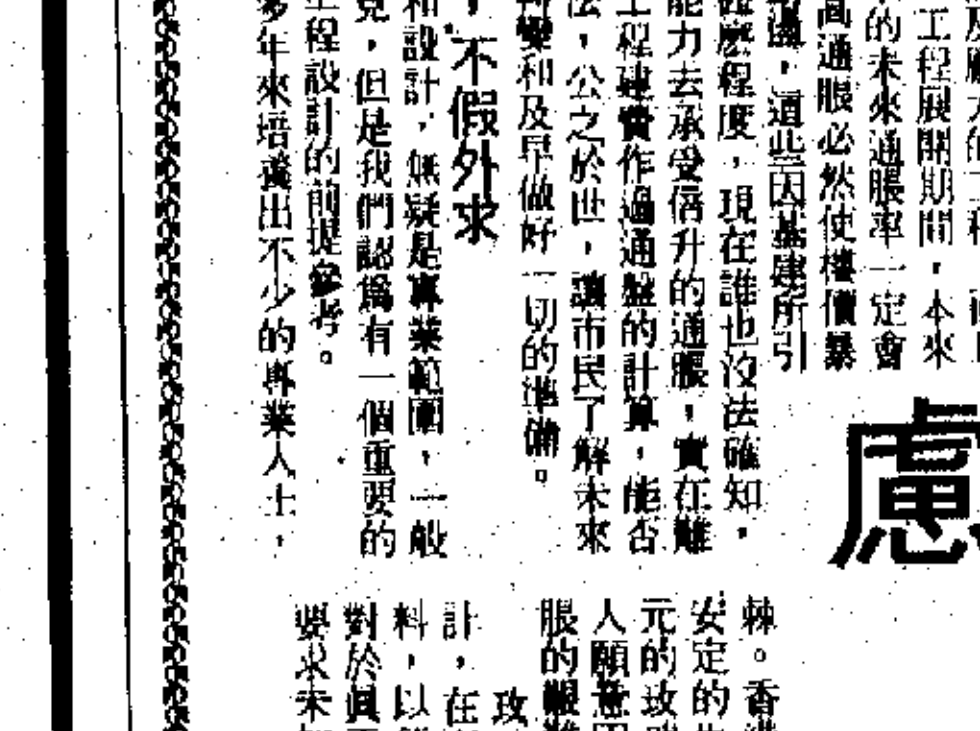 工程展開期間，本來
的未來通脹率一定會
高通脹必然使樓價暴
，這些因基建所引
程度，現在誰也沒法確知，
能力去承受倍升的通脹，實在難
工程建費作過通盤的計算，能否
法，公之於世，讓市民了解未來
變和及早做好一切的準備。
，不假外求
和設計，無疑是專業範圍，一般
見，但是我們認為有一個重要的
工程設計的前提參考。
多年來培養出不少的專業人士，
慮
棘。香港
安定的
元的玫
人願意
脹的艱難
玫
計，在
料，以
對於真
要求未